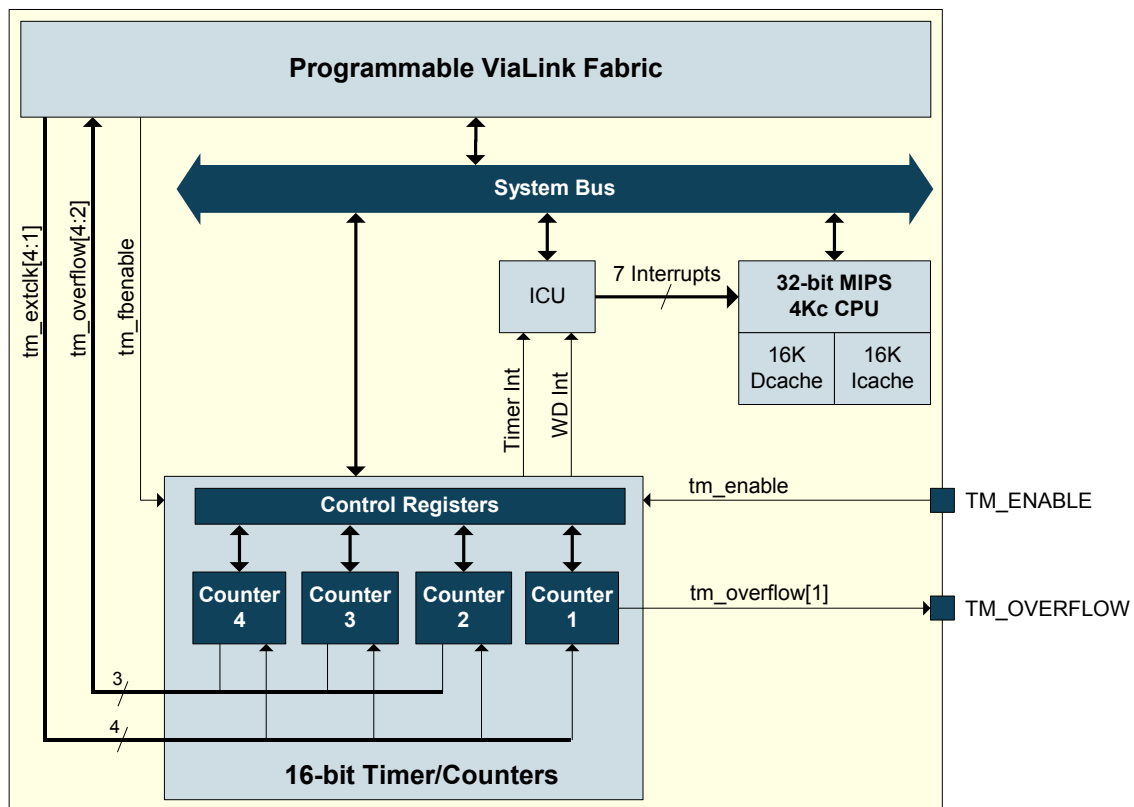 Programmable ViaLink Fabric
System Bus
tm_extclk[4:1]
tm_overflow[4:2]
tm_fbenable
ICU
7 Interrupts
32-bit MIPS
4Kc CPU
16K
Dcache
16K
Icache
Timer Int
WD Int
Control Registers
tm_enable
TM_ENABLE
Counter
4
Counter
3
Counter
2
Counter
1
tm_overflow[1]
TM_OVERFLOW
3
4
16-bit Timer/Counters